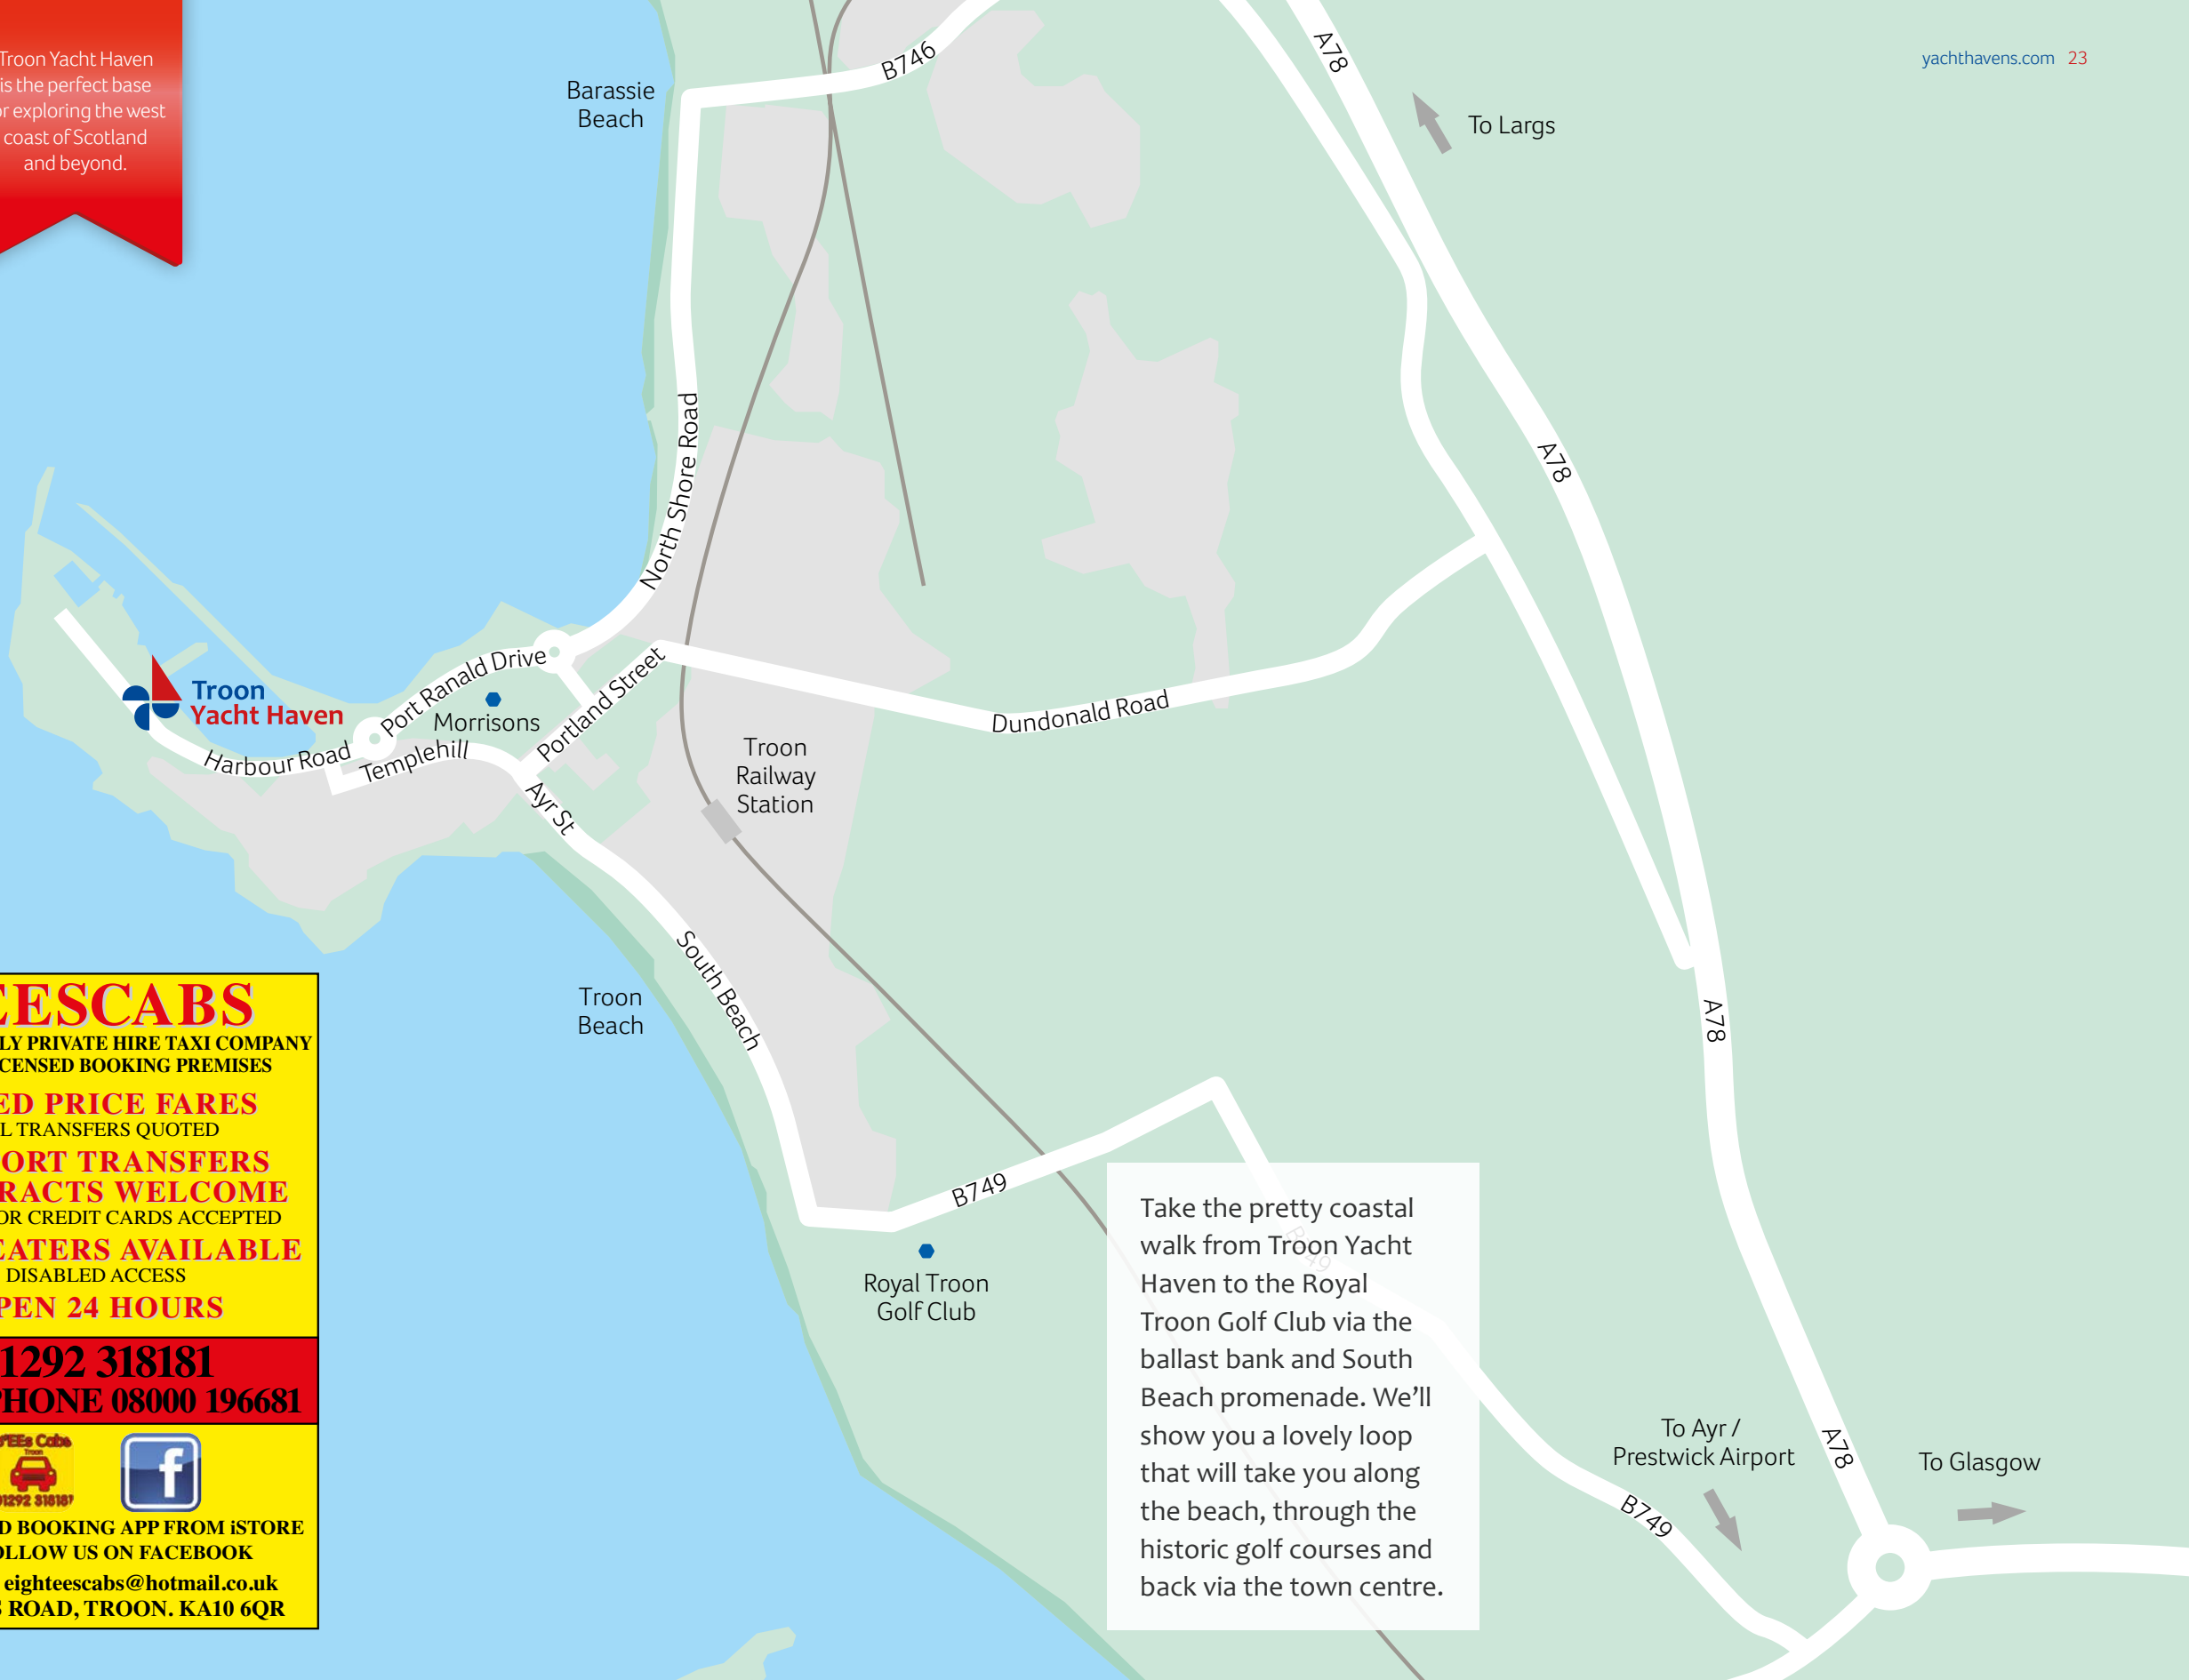 Troon Yacht Haven
is the perfect base
exploring the west
coast of Scotland
and beyond.
yachthavens.com 23
B746
A78
Barassie
Beach
To Largs
North Shore Road
A78
Troon
Yacht Haven
Port Ranald Drive
Morrisons
Portland Street
Harbour Road
Templehill
Ayr St
Dundonald Road
Troon
Railway
Station
South Beach
Troon
Beach
A78
B749
Royal Troon
Golf Club
B749
Take the pretty coastal
walk from Troon Yacht
Haven to the Royal
Troon Golf Club via the
ballast bank and South
Beach promenade. We'll
show you a lovely loop
that will take you along
the beach, through the
historic golf courses and
back via the town centre.
To Ayr /
Prestwick Airport
A78
To Glasgow
B749
EESCABS
LY PRIVATE HIRE TAXI COMPANY
CENSED BOOKING PREMISES
ED PRICE FARES
L TRANSFERS QUOTED
ORT TRANSFERS
RACTS WELCOME
OR CREDIT CARDS ACCEPTED
EATERS AVAILABLE
DISABLED ACCESS
PEN 24 HOURS
1292 318181
PHONE 08000 196681
EEs Cabs
Troon
01292 318181
f
D BOOKING APP FROM iSTORE
OLLOW US ON FACEBOOK
eighteescabs@hotmail.co.uk
S ROAD, TROON. KA10 6QR